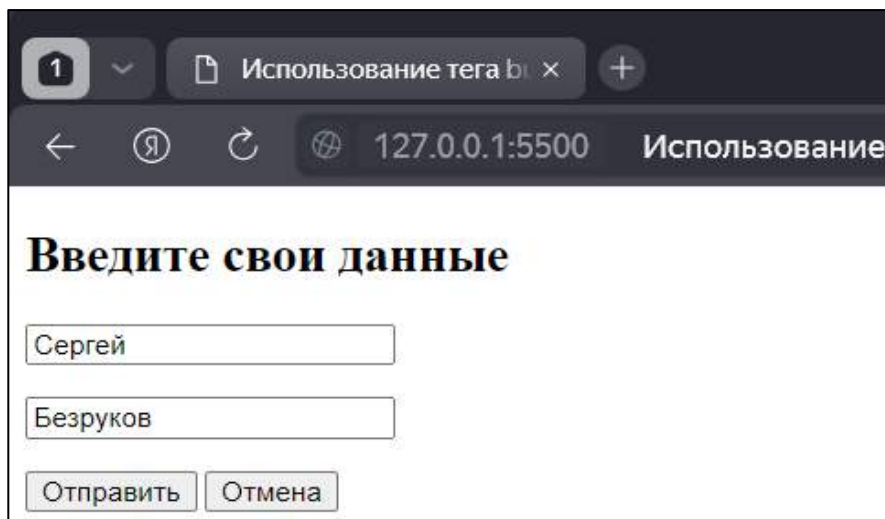 1 Использование тега bu
Я 127.0.0.1:5500 Использование
Введите свои данные
Сергей
Безруков
Отправить Отмена